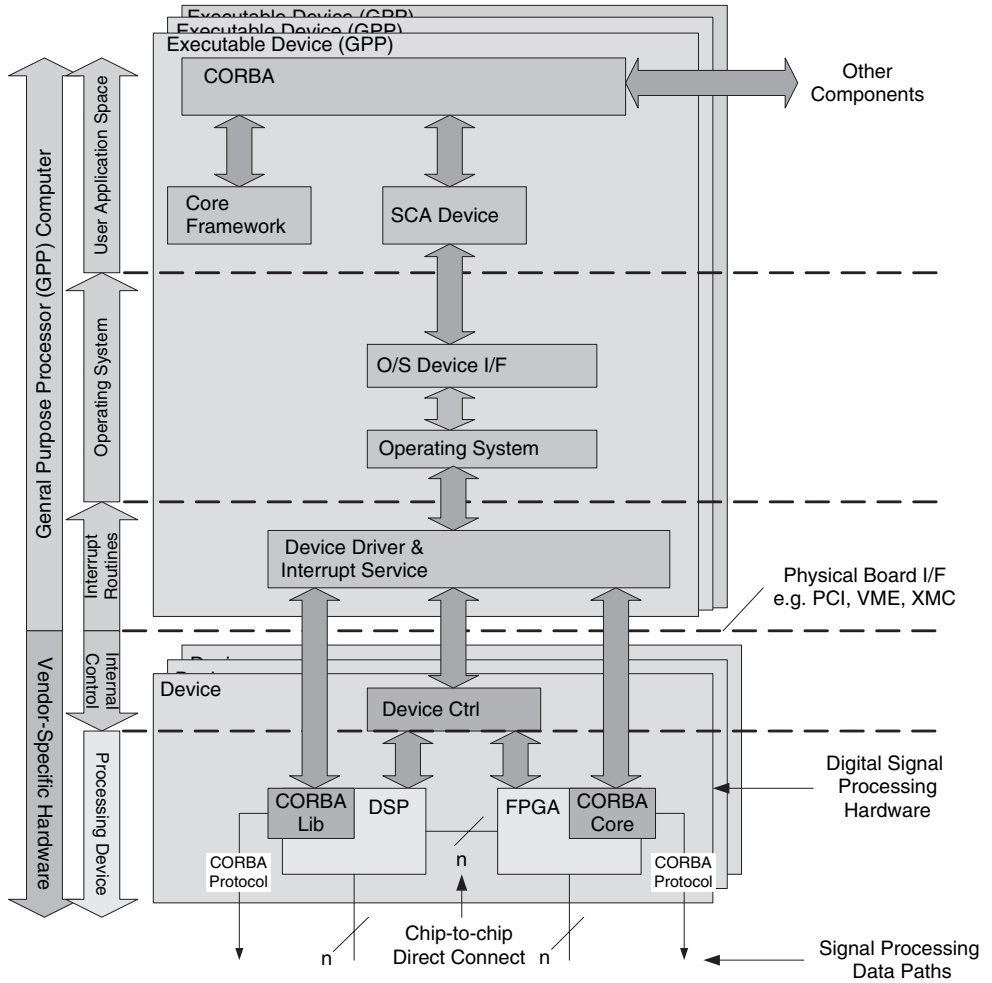 Executable Device (GPP)
Executable Device (GPP)
Executable Device (GPP)
CORBA
Other
Components
Core
Framework
SCA Device
O/S Device I/F
Operating System
Device Driver &
Interrupt Service
Physical Board I/F
e.g. PCI, VME, XMC
Device
Device Ctrl
CORBA
Lib
DSP
FPGA
CORBA
Core
Digital Signal
Processing
Hardware
n
CORBA
Protocol
CORBA
Protocol
Chip-to-chip
Direct Connect
n
n
Signal Processing
Data Paths
Genral Purpose Processor (GPP) Computer
Vendor-Specific Hardware
User Application Space
Operating System
Interrupt
Routines
Internal
Control
Processing Device